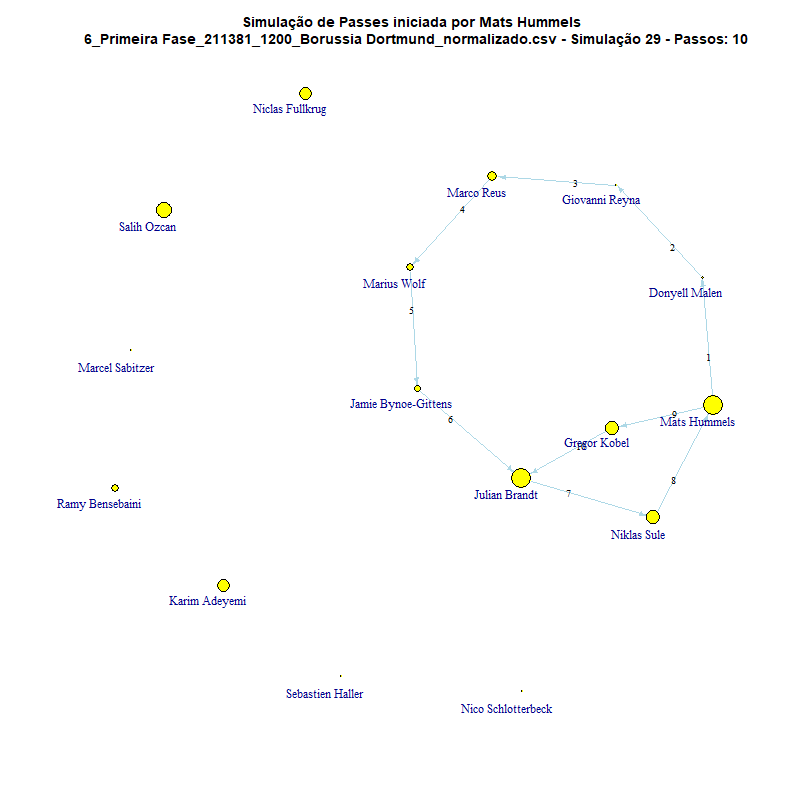 Simulação de Passes iniciada por Mats Hummels
6_Primeira Fase_211381_1200_Borussia Dortmund_normalizado.csv - Simulação 29 - Passos: 10
Niclas Fullkrug
Marco Reus
3
Giovanni Reyna
4
Salih Ozcan
2
Marius Wolf
Donyell Malen
5
1
Marcel Sabitzer
Jamie Bynoe-Gittens
6
9
Mats Hummels
Gregor Kobel
10
8
Julian Brandt
7
Ramy Bensebaini
Niklas Sule
Karim Adeyemi
Sebastien Haller
Nico Schlotterbeck